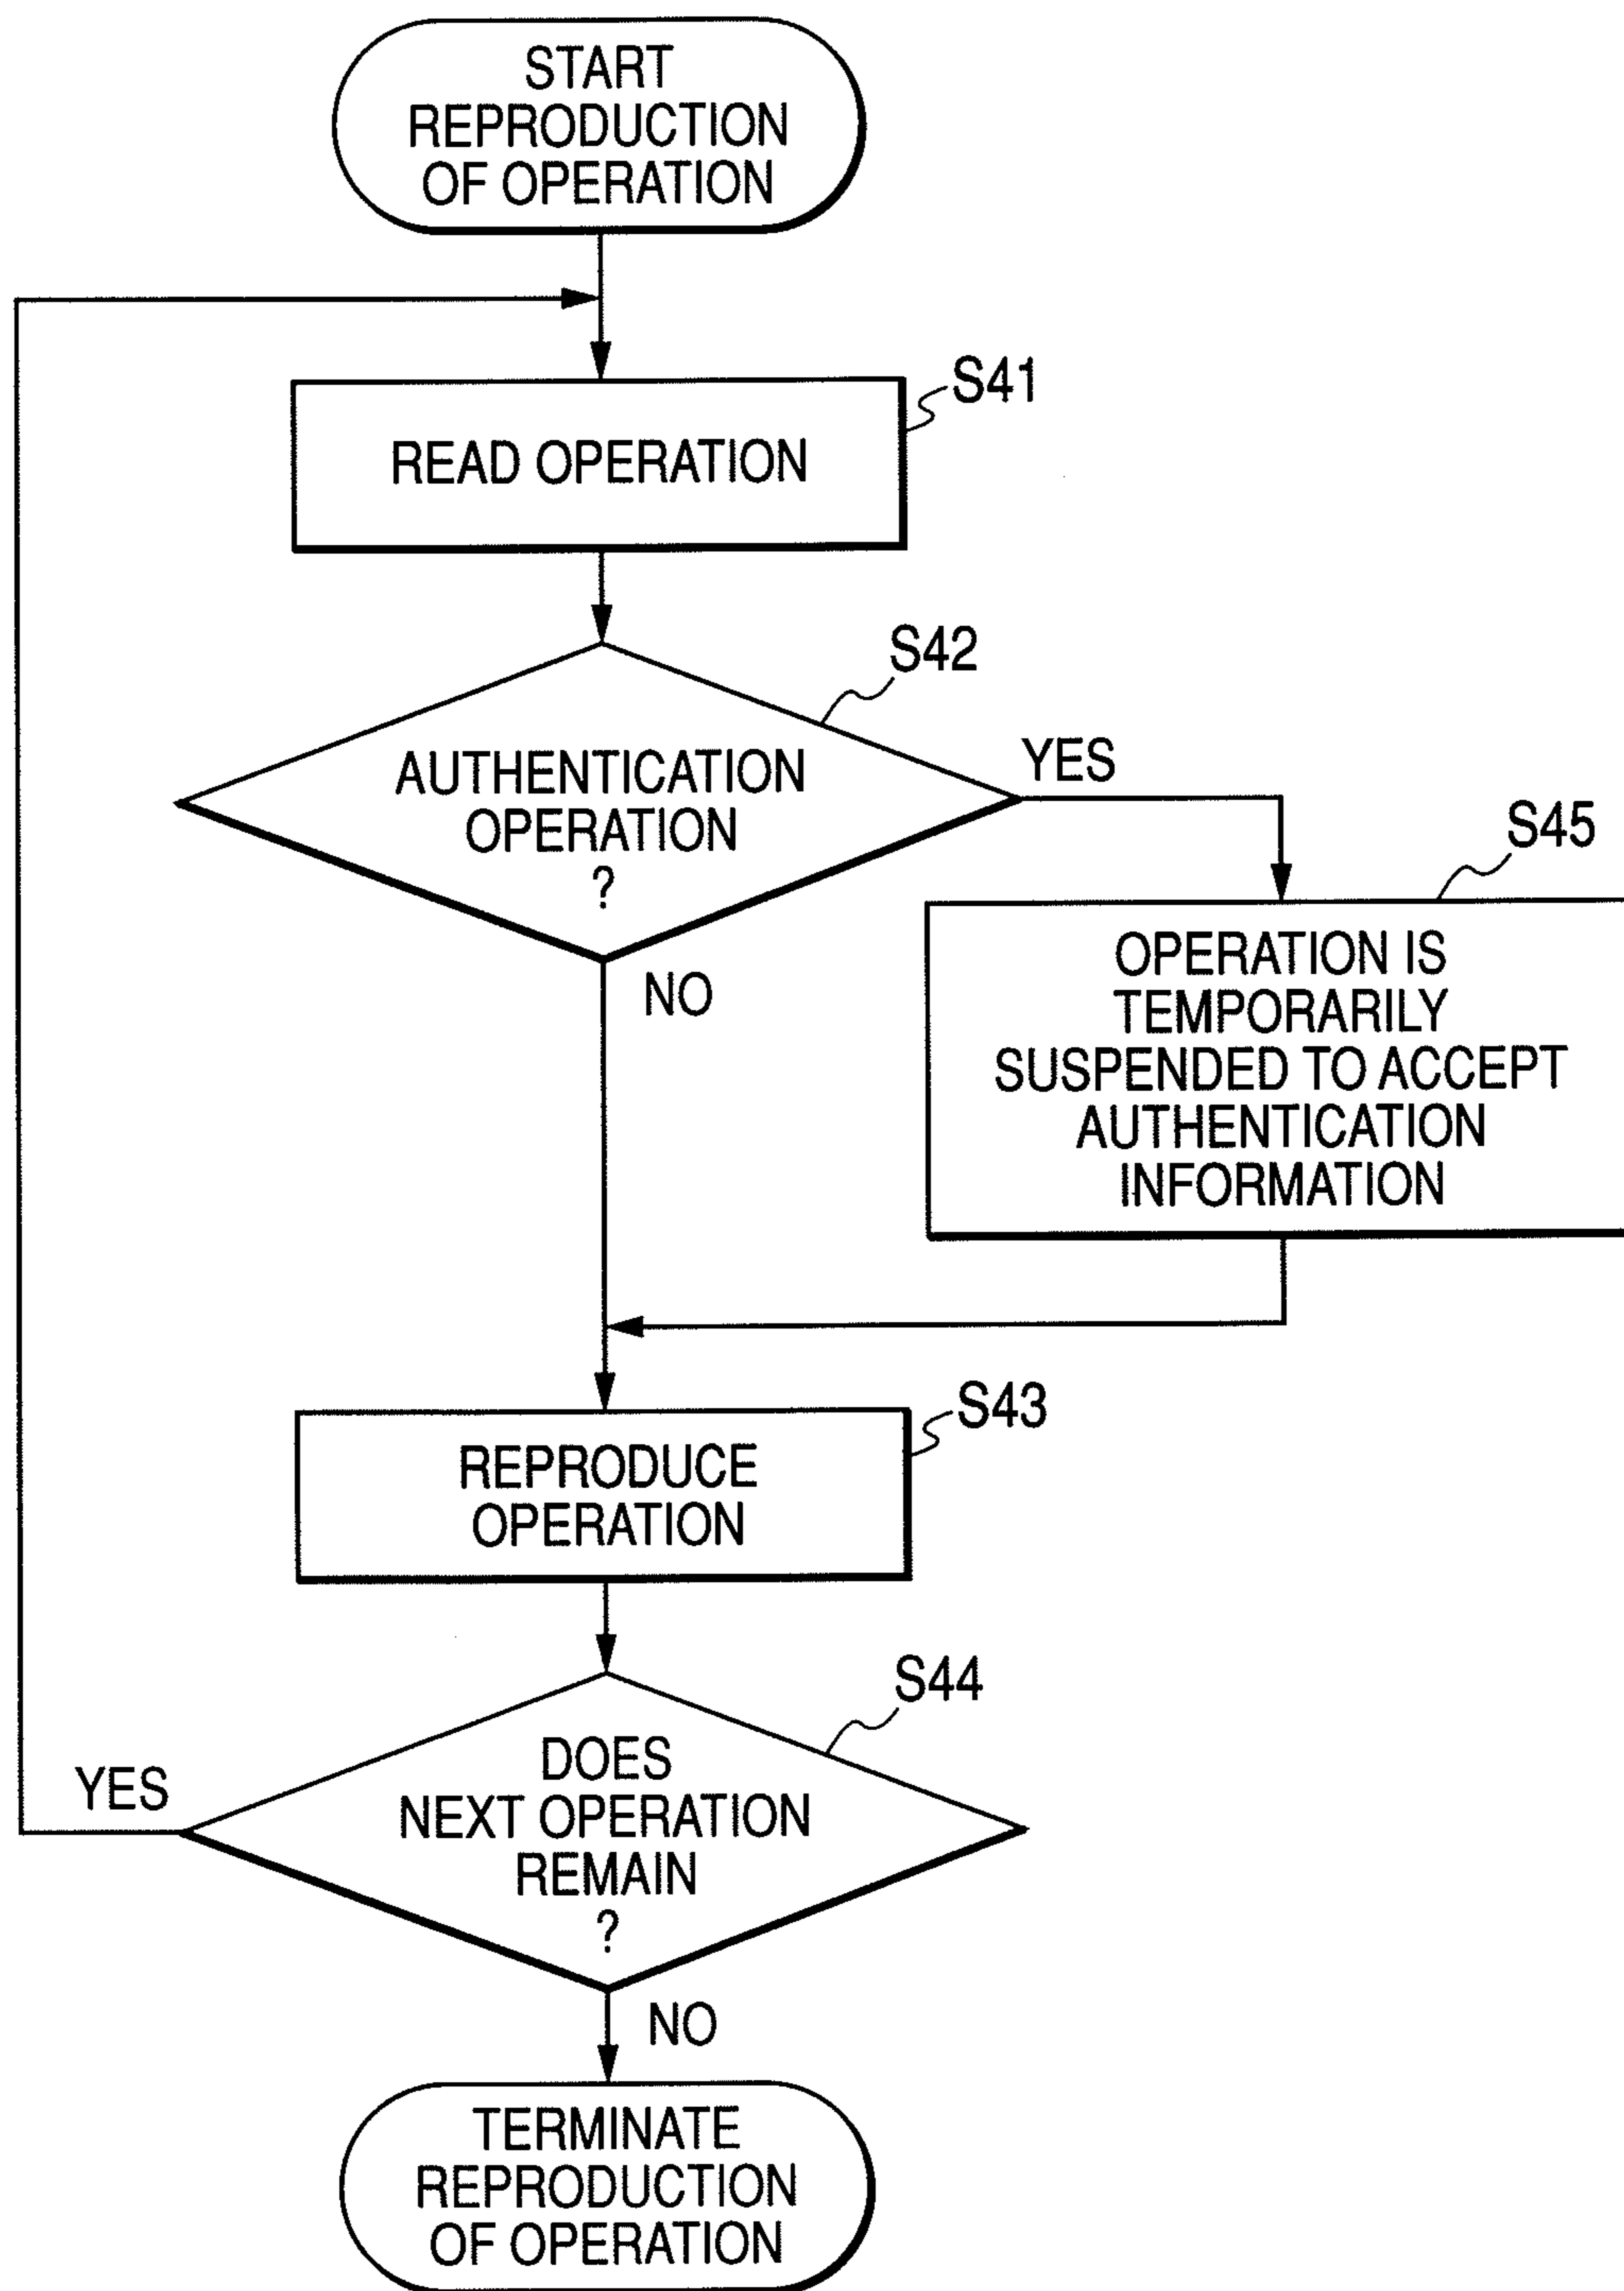 START
REPRODUCTION
OF OPERATION
S41
READ OPERATION
S42
AUTHENTICATION
OPERATION
?
YES
NO
S45
OPERATION IS
TEMPORARILY
SUSPENDED TO ACCEPT
AUTHENTICATION
INFORMATION
S43
REPRODUCE
OPERATION
S44
DOES
NEXT OPERATION
REMAIN
?
YES
NO
TERMINATE
REPRODUCTION
OF OPERATION